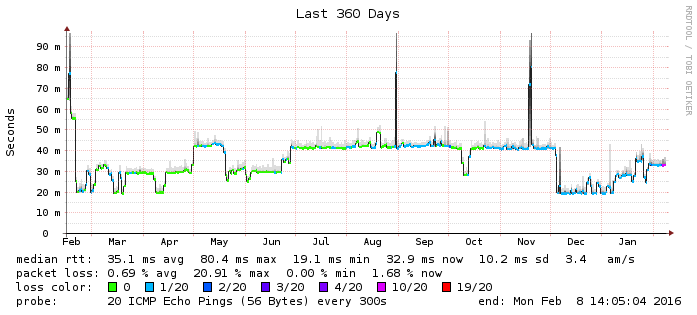 Last 360 Days
RRDTOOL / TOBI OETIKER
Seconds
90 m
80 m
70 m
60 m
50 m
40 m
30 m
20 m
10 m
0
Feb Mar Apr May Jun Jul Aug Sep Oct Nov Dec Jan
median rtt: 35.1 ms avg 80.4 ms max 19.1 ms min 32.9 ms now 10.2 ms sd 3.4 am/s
packet loss: 0.69 % avg 20.91 % max 0.00 % min 1.68 % now
loss color: 0 1/20 2/20 3/20 4/20 10/20 19/20
probe: 20 ICMP Echo Pings (56 Bytes) every 300s end: Mon Feb 8 14:05:04 2016